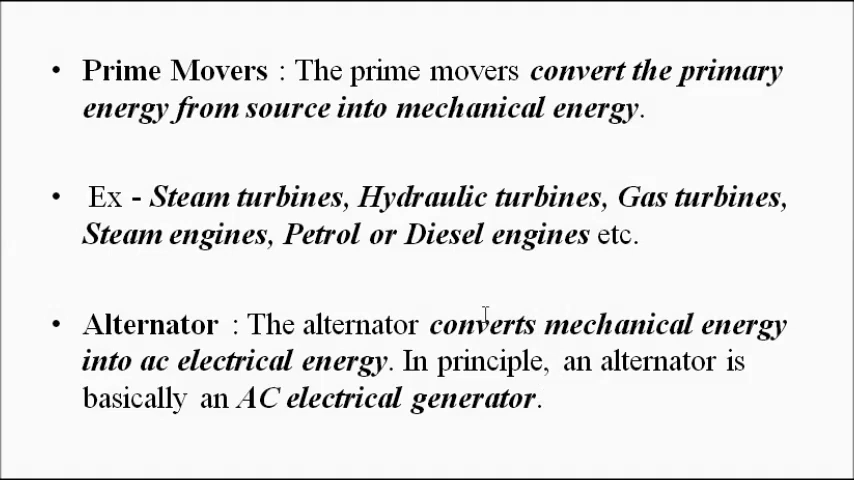 • Prime Movers : The prime movers convert the primary
energy from source into mechanical energy.
• Ex - Steam turbines, Hydraulic turbines, Gas turbines,
Steam engines, Petrol or Diesel engines etc.
• Alternator : The alternator converts mechanical energy
into ac electrical energy. In principle, an alternator is
basically an AC electrical generator.